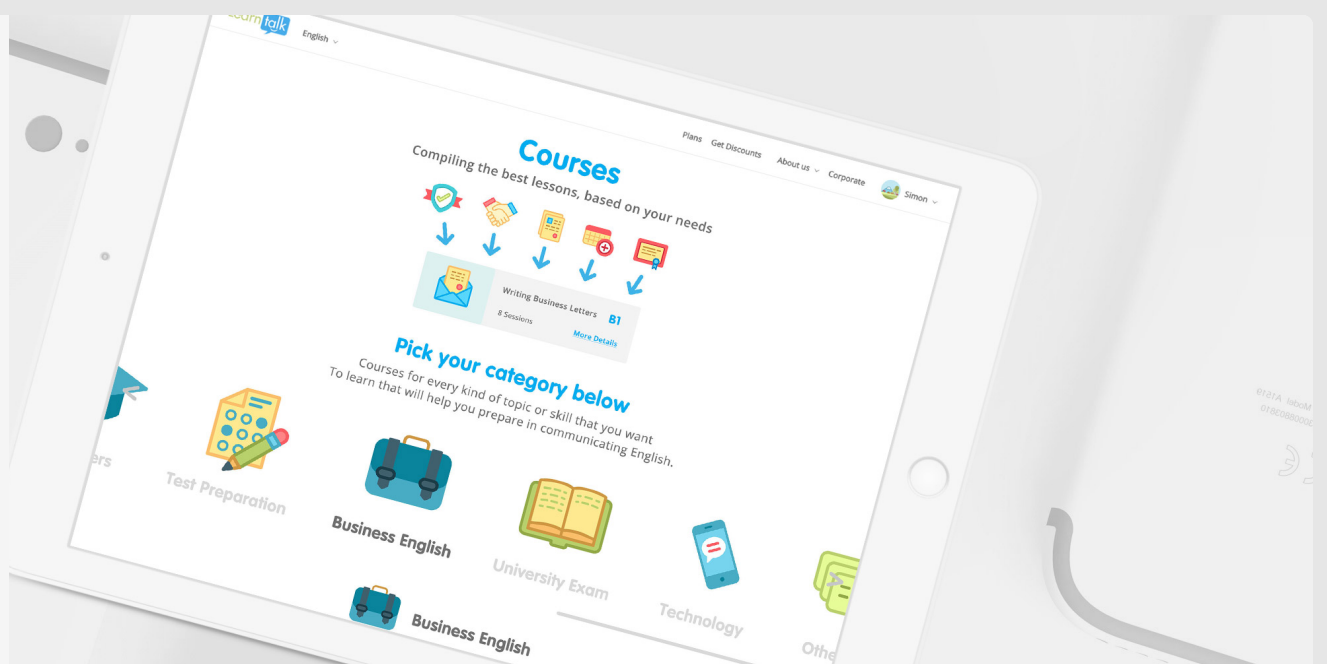 Learn talk
English
Plans Get Discounts About us Corporate Simon
Courses
Compiling the best lessons, based on your needs
Writing Business Letters B1
8 Sessions More Details
Pick your category below
Courses for every kind of topic or skill that you want
To learn that will help you prepare in communicating English.
Test Preparation
Business English
University Exam
Technology
Business English